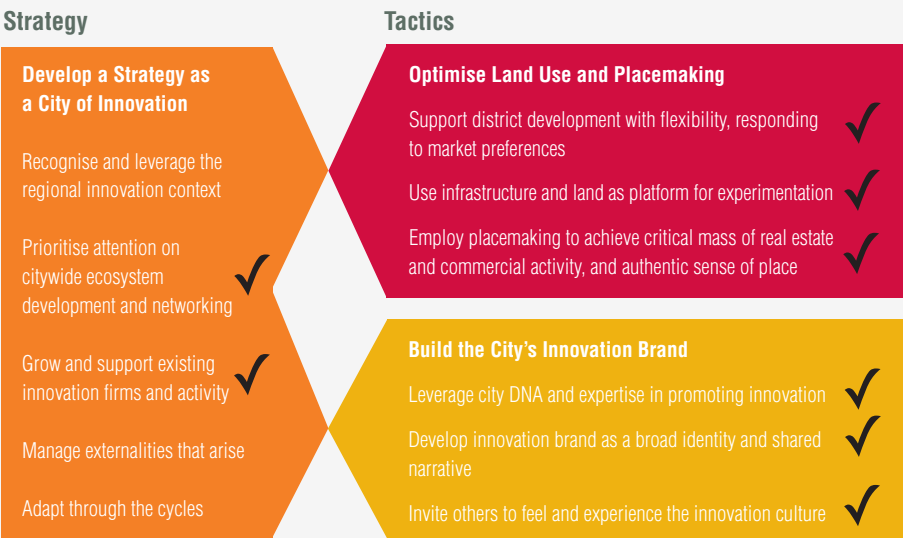 Strategy
Develop a Strategy as
a City of Innovation
Recognise and leverage the
regional innovation context
Prioritise attention on
citywide ecosystem
development and networking
Grow and support existing
innovation firms and activity
Manage externalities that arise
Adapt through the cycles
Tactics
Optimise Land Use and Placemaking
Support district development with flexibility, responding
to market preferences
Use infrastructure and land as platform for experimentation
Employ placemaking to achieve critical mass of real estate
and commercial activity, and authentic sense of place
Build the City's Innovation Brand
Leverage city DNA and expertise in promoting innovation
Develop innovation brand as a broad identity and shared
narrative
Invite others to feel and experience the innovation culture